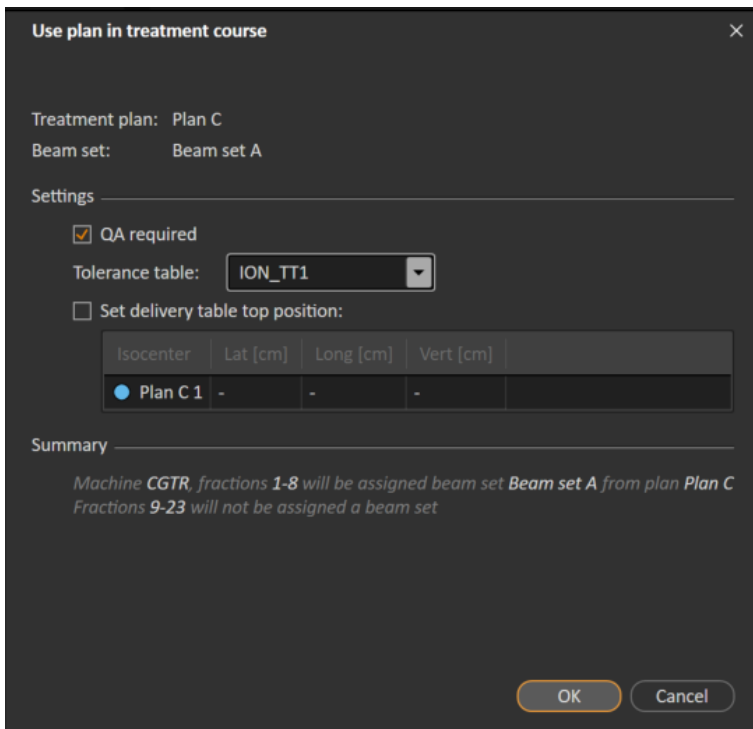 Use plan in treatment course
Treatment plan: Plan C
Beam set: Beam set A
Settings
QA required
Tolerance table: ION_TT1
Set delivery table top position:
Isocenter Lat [cm] Long [cm] Vert [cm]
Plan C 1 - - -
Summary
Machine CGTR, fractions 1-8 will be assigned beam set Beam set A from plan Plan C
Fractions 9-23 will not be assigned a beam set
OK Cancel